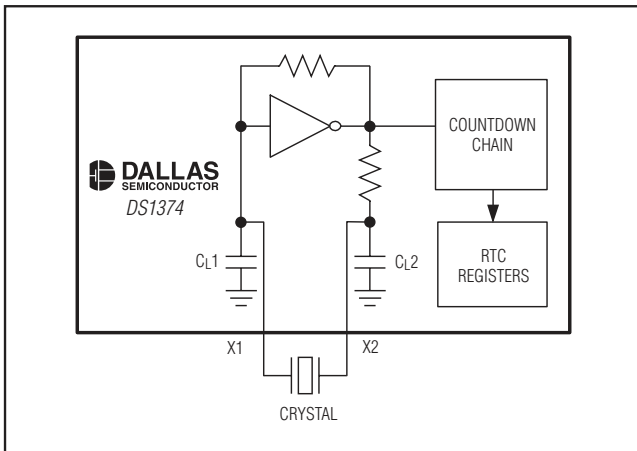 DALLAS
SEMICONDUCTOR
DS1374
COUNTDOWN
CHAIN
RTC
REGISTERS
CL1
CL2
X1
X2
CRYSTAL